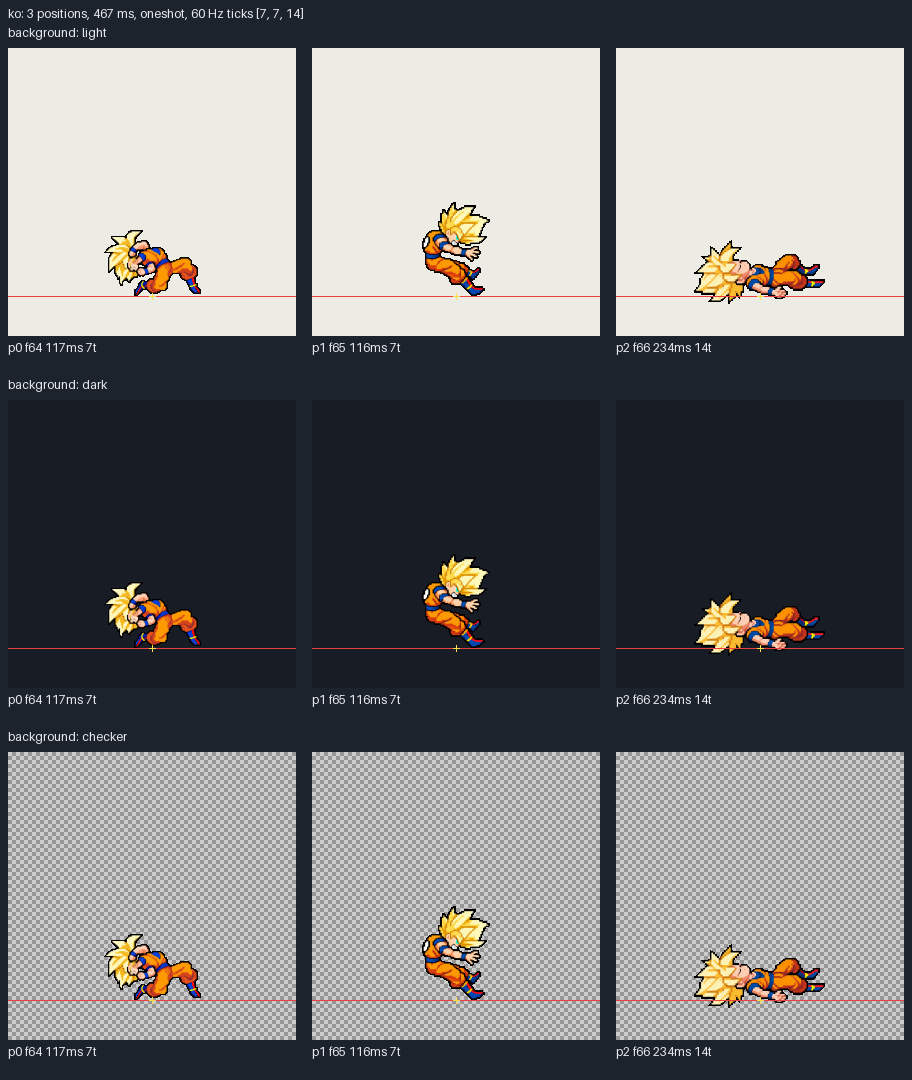 ko: 3 positions, 467 ms, oneshot, 60 Hz ticks [7, 7, 14]
background: light
p0 f64 117ms 7t
p1 f65 116ms 7t
p2 f66 234ms 14t
background: dark
p0 f64 117ms 7t
p1 f65 116ms 7t
p2 f66 234ms 14t
background: checker
p0 f64 117ms 7t
p1 f65 116ms 7t
p2 f66 234ms 14t